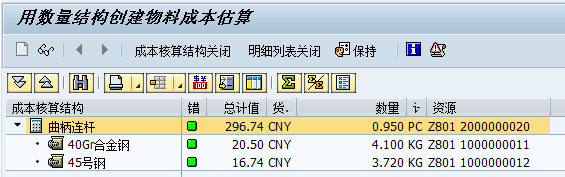 用数量结构创建物料成本估算
成本核算结构关闭 明细列表关闭 保持
成本核算结构 错 总计值 货. 数量 资源
曲柄连杆 296.74 CNY 0.950 PC Z801 2000000020
40Gr合金钢 20.50 CNY 4.100 KG Z801 1000000011
45号钢 16.74 CNY 3.720 KG Z801 1000000012